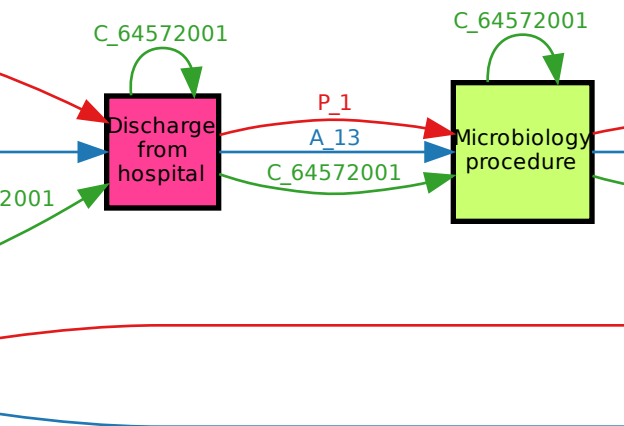 C_64572001
C_64572001
Discharge
from
hospital
P_1
A_13
C_64572001
Microbiology
procedure
2001